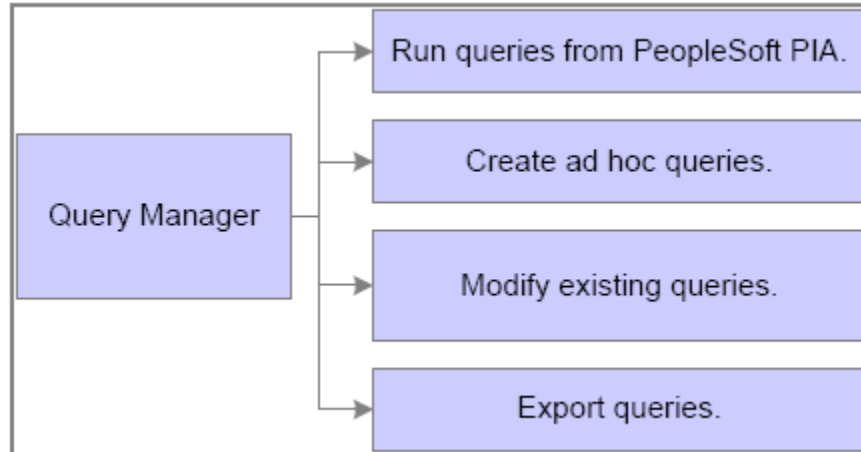 Run queries from PeopleSoft PIA.
Create ad hoc queries.
Query Manager
Modify existing queries.
Export queries.